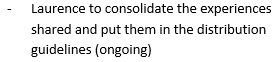 - Laurence to consolidate the experiences
shared and put them in the distribution
guidelines (ongoing)